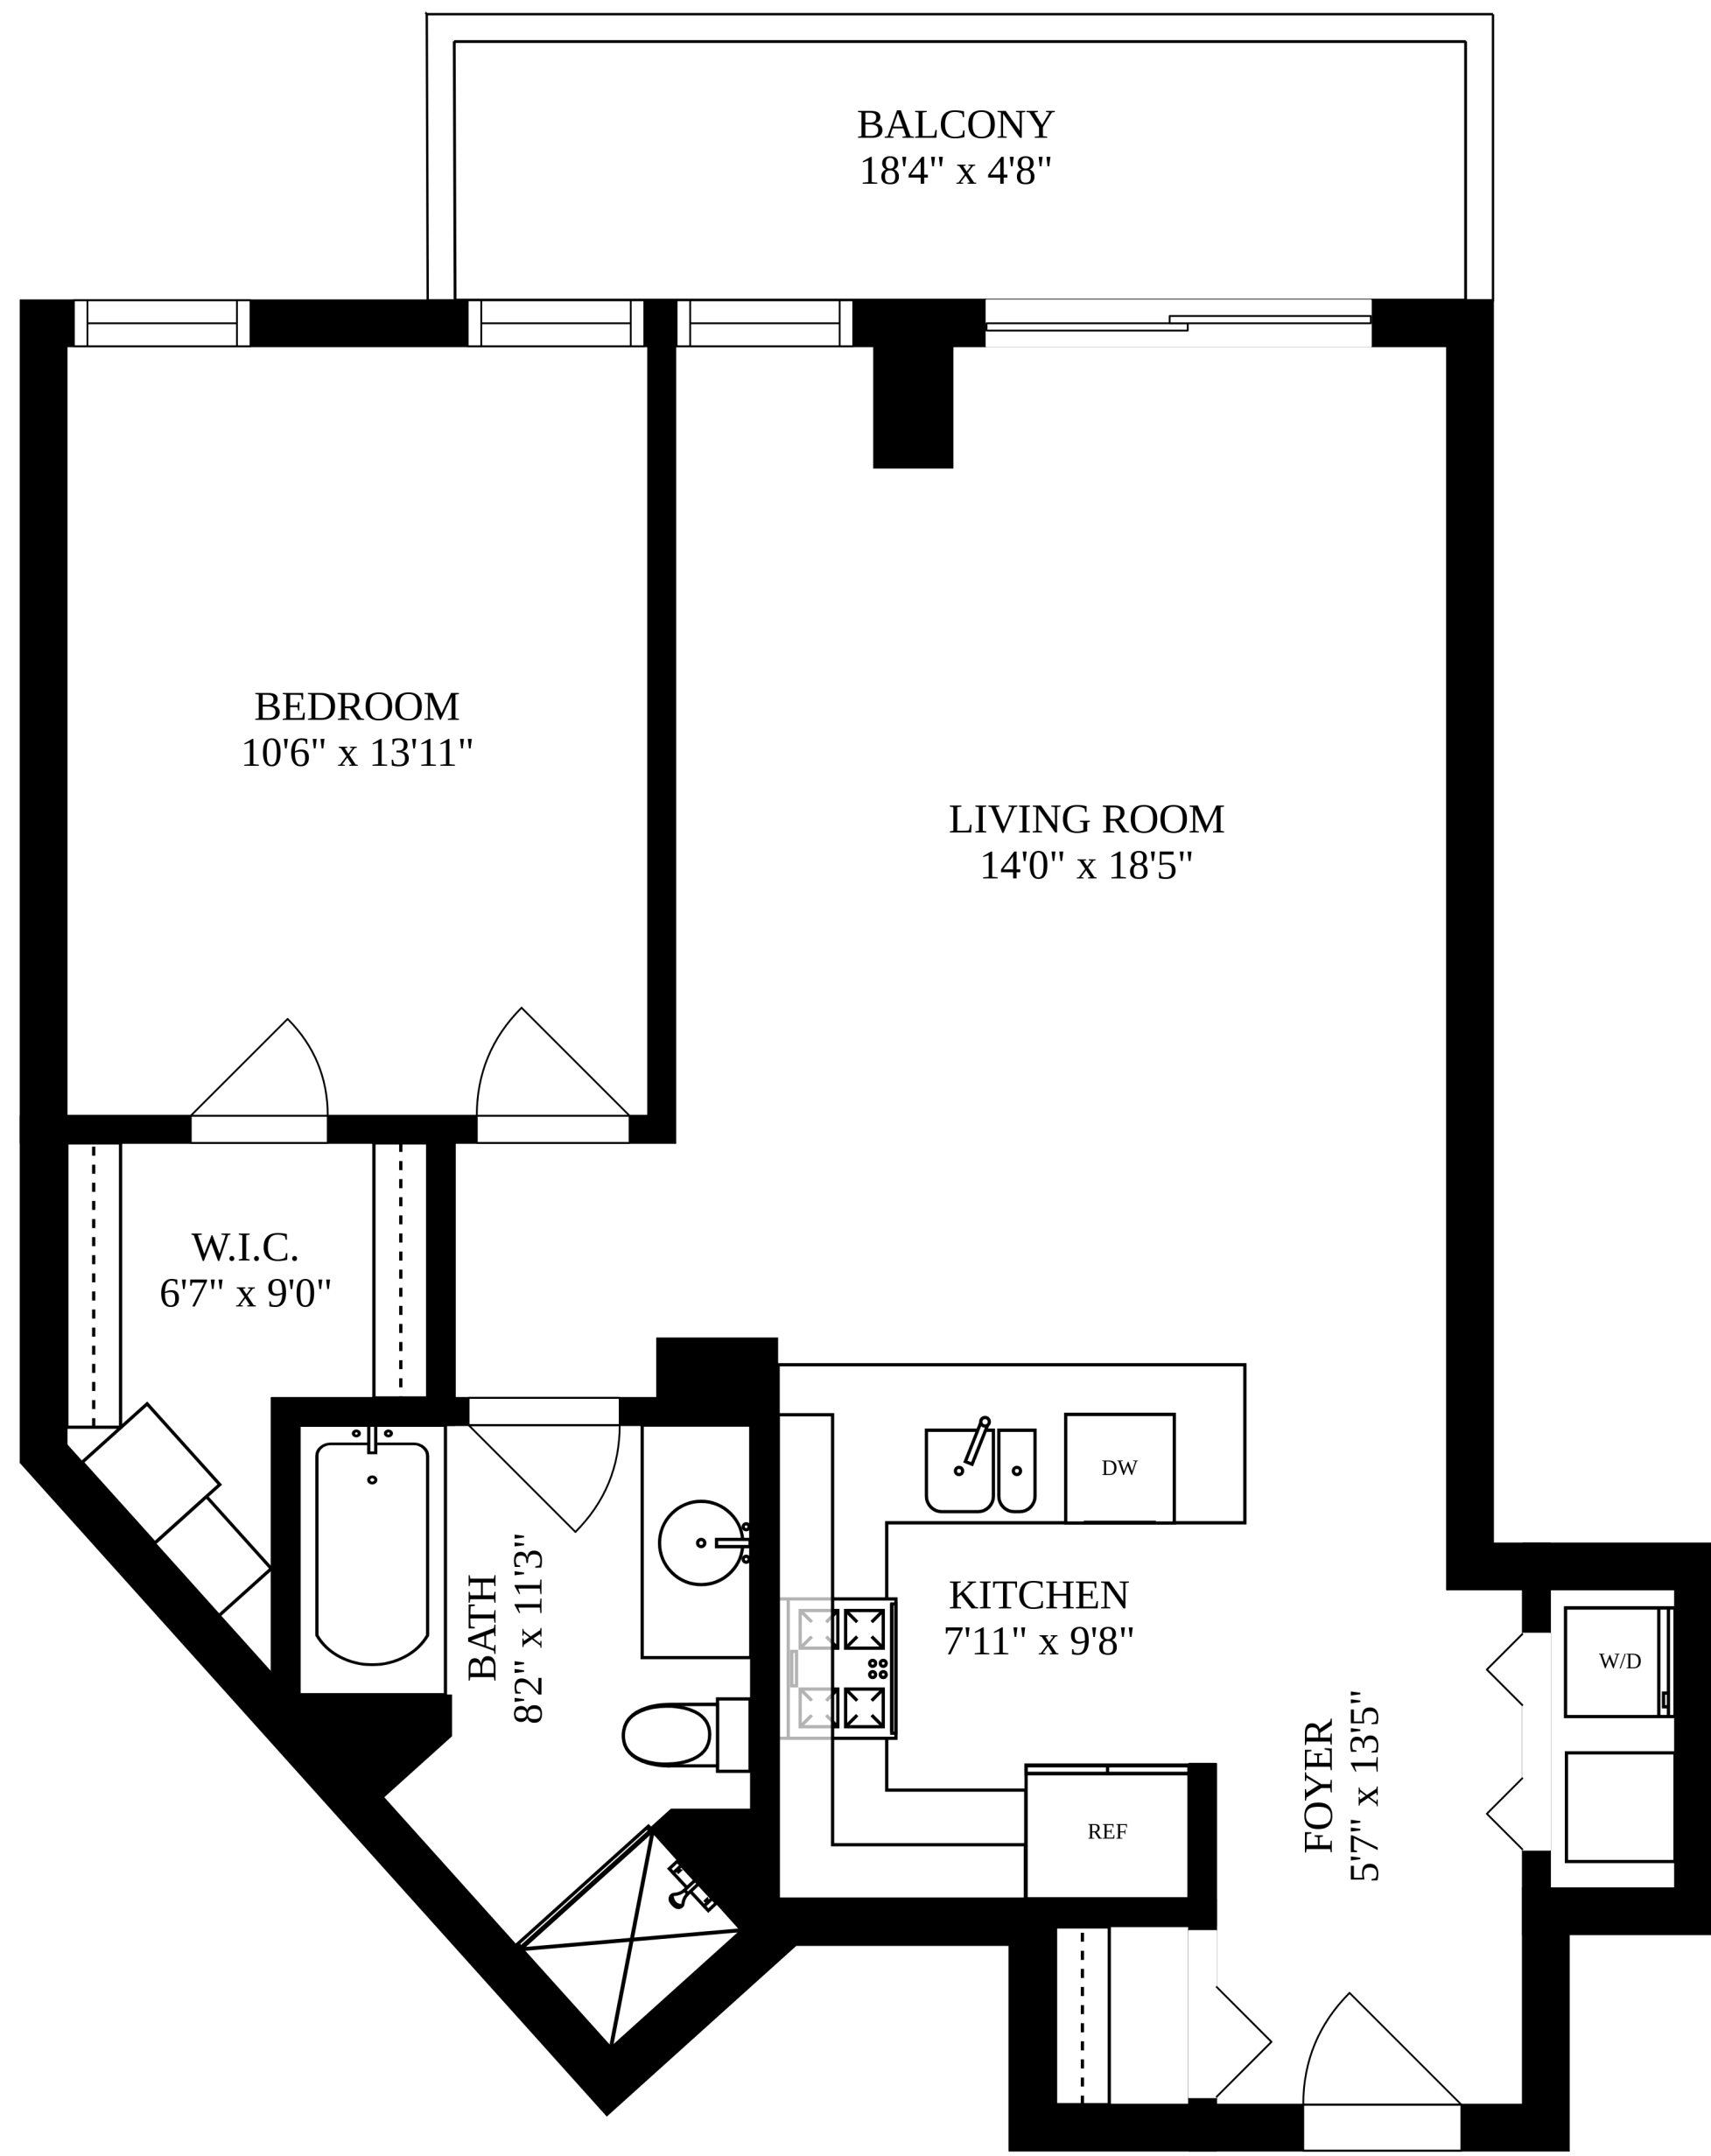 BALCONY
18'4" x 4'8"
BEDROOM
10'6" x 13'11"
LIVING ROOM
14'0" x 18'5"
W.I.C.
6'7" x 9'0"
DW
BATH
8'2" x 11'3"
KITCHEN
7'11" x 9'8"
W/D
FOYER
5'7" x 13'5"
REF